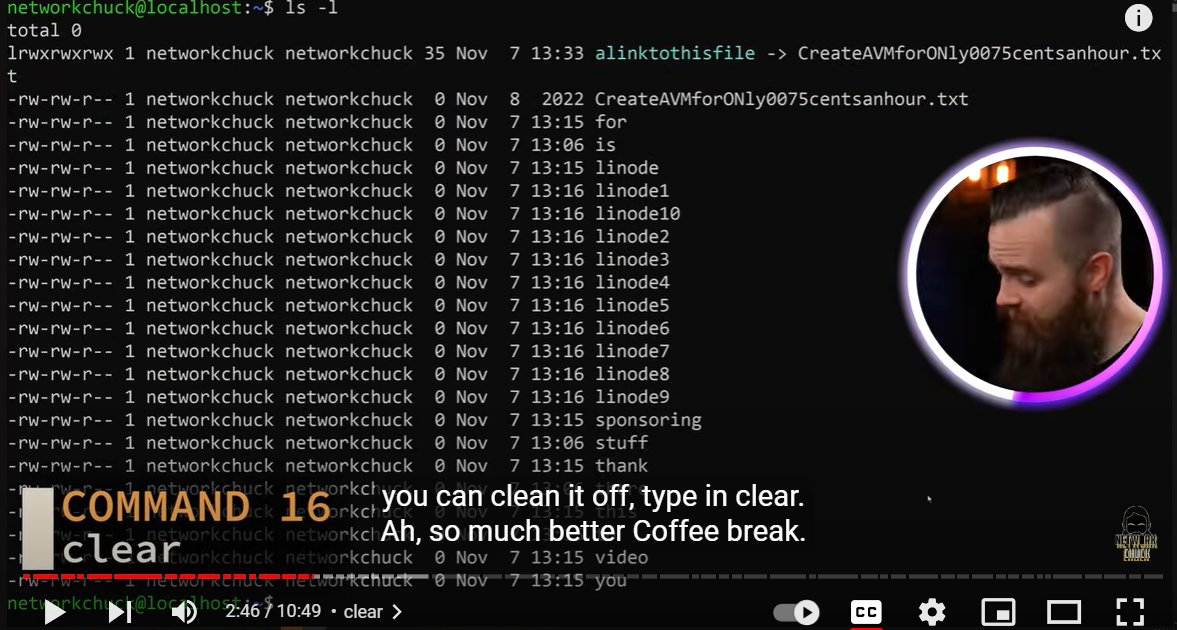 networkchuck@localhost:~$ ls -l
total 0
lrwxrwxrwx 1 networkchuck networkchuck 35 Nov  7 13:33 alinktothisfile -> CreateAVMforONly0075centsanhour.tx
t
-rw-rw-r-- 1 networkchuck networkchuck  0 Nov  8  2022 CreateAVMforONly0075centsanhour.txt
-rw-rw-r-- 1 networkchuck networkchuck  0 Nov  7 13:15 for
-rw-rw-r-- 1 networkchuck networkchuck  0 Nov  7 13:06 is
-rw-rw-r-- 1 networkchuck networkchuck  0 Nov  7 13:15 linode
-rw-rw-r-- 1 networkchuck networkchuck  0 Nov  7 13:16 linode1
-rw-rw-r-- 1 networkchuck networkchuck  0 Nov  7 13:16 linode10
-rw-rw-r-- 1 networkchuck networkchuck  0 Nov  7 13:16 linode2
-rw-rw-r-- 1 networkchuck networkchuck  0 Nov  7 13:16 linode3
-rw-rw-r-- 1 networkchuck networkchuck  0 Nov  7 13:16 linode4
-rw-rw-r-- 1 networkchuck networkchuck  0 Nov  7 13:16 linode5
-rw-rw-r-- 1 networkchuck networkchuck  0 Nov  7 13:16 linode6
-rw-rw-r-- 1 networkchuck networkchuck  0 Nov  7 13:16 linode7
-rw-rw-r-- 1 networkchuck networkchuck  0 Nov  7 13:16 linode8
-rw-rw-r-- 1 networkchuck networkchuck  0 Nov  7 13:16 linode9
-rw-rw-r-- 1 networkchuck networkchuck  0 Nov  7 13:15 sponsoring
-rw-rw-r-- 1 networkchuck networkchuck  0 Nov  7 13:06 stuff
-rw-rw-r-- 1 networkchuck networkchuck  0 Nov  7 13:15 thank
COMMAND 16
clear
you can clean it off, type in clear.
Ah, so much better Coffee break.
this
NETWORK
CHUCK
13:15 video
-rw-rw-r-- 1 networkchuck networkchuck  0 Nov  7 13:15 you
networkchuck@localhost:~$
2:46 / 10:49 • clear
CC